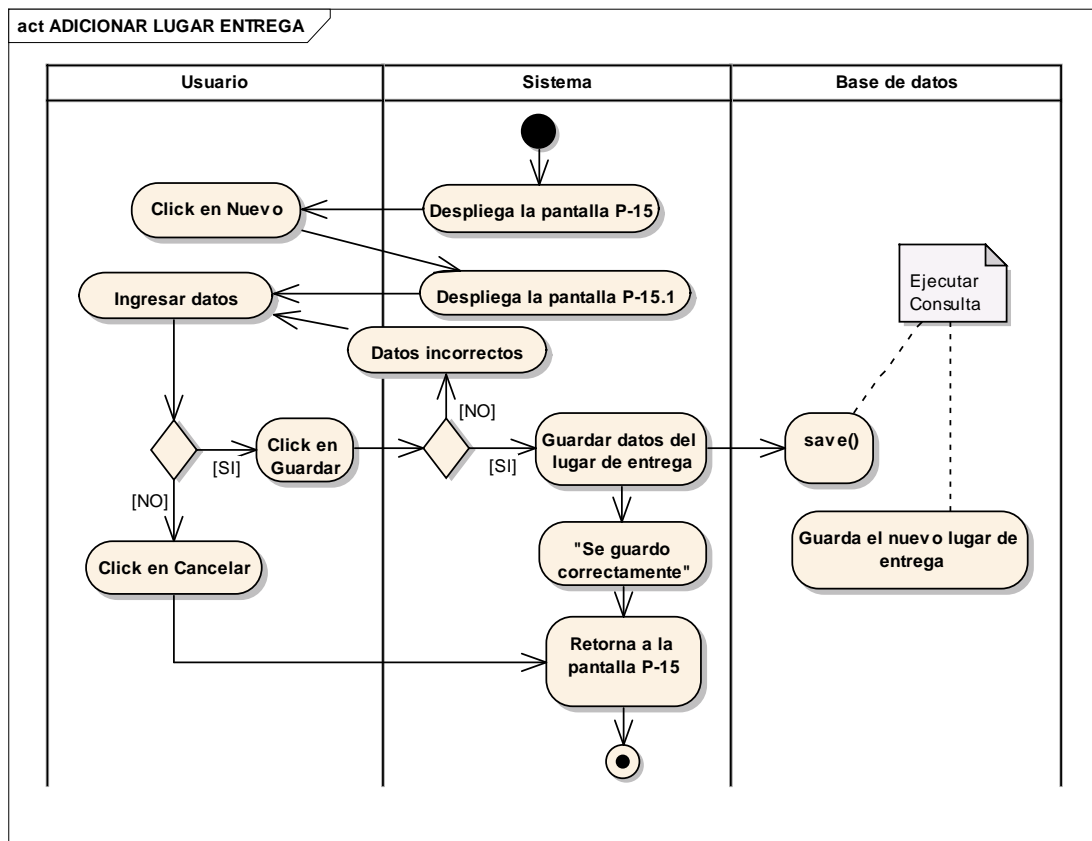 act ADICIONAR LUGAR ENTREGA
Usuario
Sistema
Base de datos
Click en Nuevo
Despliega la pantalla P-15
Ingresar datos
Despliega la pantalla P-15.1
Ejecutar
Consulta
Datos incorrectos
[NO]
Click en
Guardar
[SI]
Guardar datos del
lugar de entrega
[SI]
save()
[NO]
Click en Cancelar
"Se guardo
correctamente"
Guarda el nuevo lugar de
entrega
Retorna a la
pantalla P-15